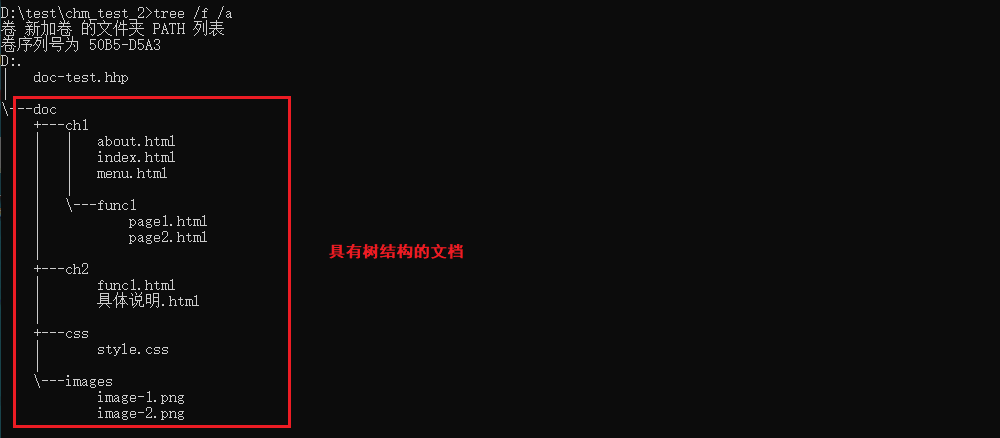 D:\test\chm_test_2>tree /f /a
卷 新加卷 的文件夹 PATH 列表
卷序列号为 50B5-D5A3
D:.
|   doc-test.hhp
|
\---doc
    +---ch1
    |   |   about.html
    |   |   index.html
    |   |   menu.html
    |   |
    |   \---func1
    |           page1.html
    |           page2.html
    |
具有树结构的文档
    +---ch2
    |       func1.html
    |       具体说明.html
    |
    +---css
    |       style.css
    |
    \---images
            image-1.png
            image-2.png